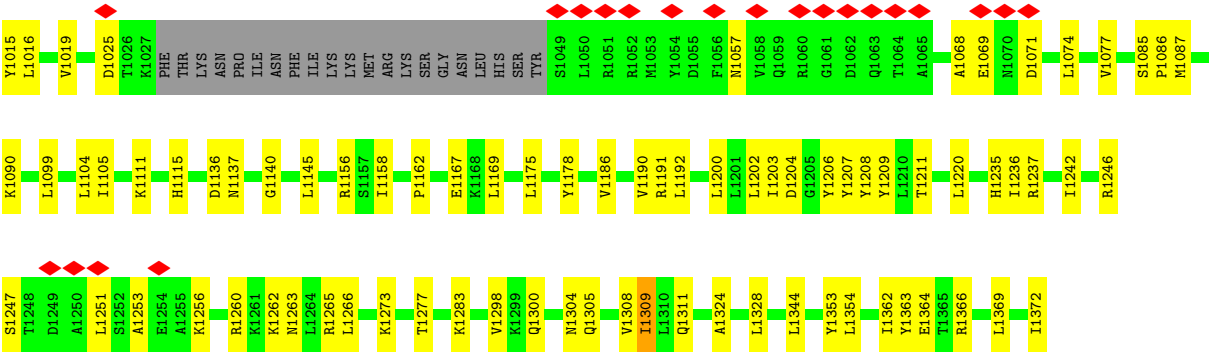 Y1015 L1016 V1019 D1025 T1026 K1027 PHE THR LYS ASN PRO ILE ASN PHE ILE LYS LYS MET ARG LYS SER GLY ASN LEU HIS SER TYR S1049 L1050 R1051 R1052 M1053 Y1054 D1055 F1056 N1057 V1058 Q1059 R1060 G1061 D1062 Q1063 T1064 A1065 A1068 E1069 N1070 D1071 L1074 V1077 S1085 P1086 M1087
K1090 L1099 L1104 I1105 K1111 H1115 D1136 N1137 G1140 L1145 R1156 S1157 I1158 P1162 E1167 K1168 L1169 L1175 Y1178 V1186 V1190 R1191 L1192 L1200 L1201 L1202 I1203 D1204 G1205 Y1206 Y1207 Y1208 Y1209 L1210 T1211 L1220 H1235 I1236 R1237 I1242 R1246
S1247 T1248 D1249 A1250 L1251 S1252 A1253 E1254 A1255 K1256 R1260 K1261 K1262 N1263 L1264 R1265 L1266 K1273 T1277 K1283 V1298 K1299 Q1300 N1304 Q1305 V1308 I1309 L1310 Q1311 A1324 L1328 L1344 Y1353 L1354 I1362 Y1363 E1364 T1365 R1366 L1369 I1372